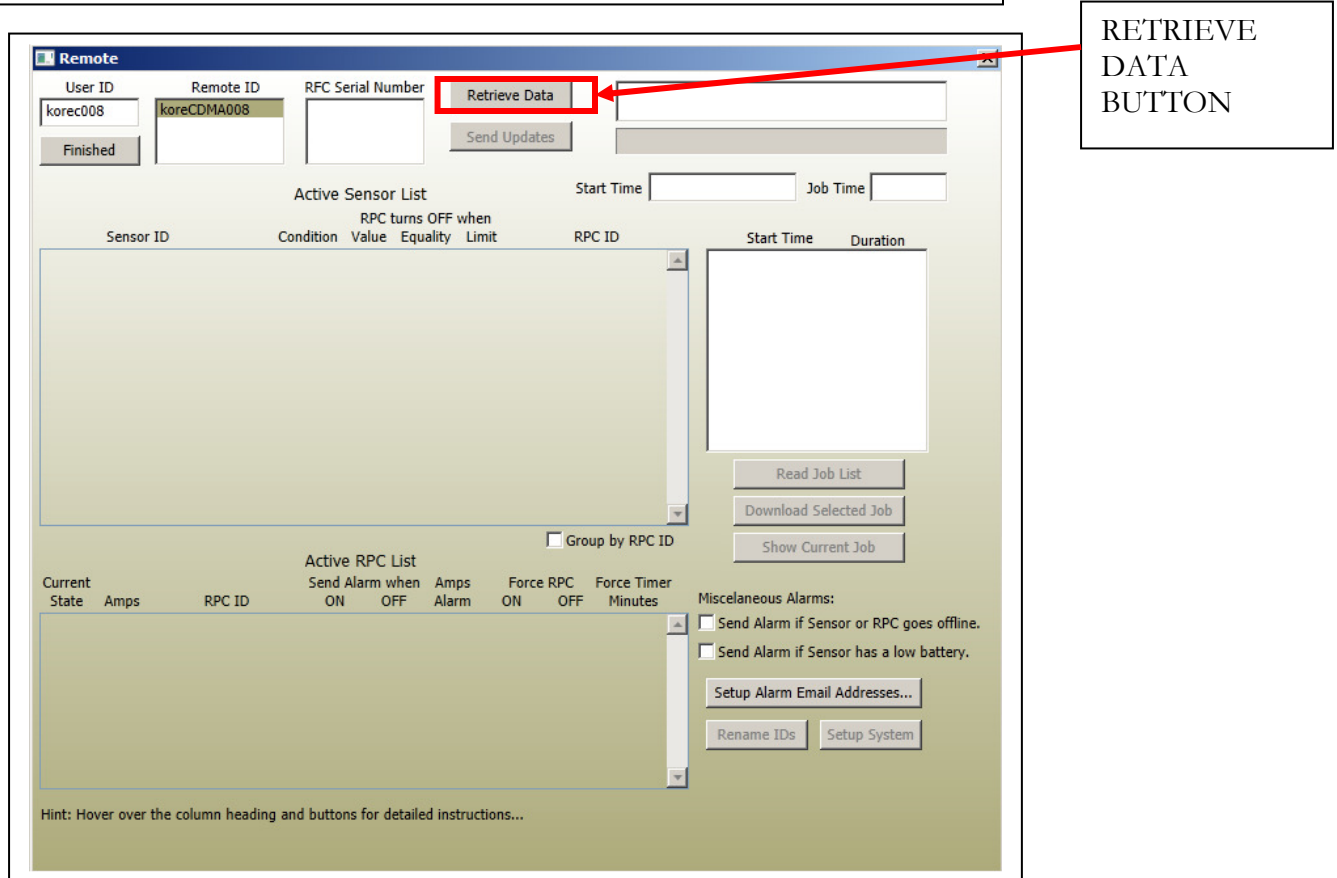 RETRIEVE
DATA
BUTTON
Remote
User ID Remote ID RFC Serial Number Retrieve Data
korec008 koreCDMA008
Finished Send Updates
Start Time Job Time
Active Sensor List
RPC turns OFF when
Sensor ID Condition Value Equality Limit RPC ID Start Time Duration
Read Job List
Download Selected Job
Group by RPC ID
Show Current Job
Active RPC List
Current Send Alarm when Amps Force RPC Force Timer
State Amps RPC ID ON OFF Alarm ON OFF Minutes
Miscelaneous Alarms:
Send Alarm if Sensor or RPC goes offline.
Send Alarm if Sensor has a low battery.
Setup Alarm Email Addresses...
Rename IDs Setup System
Hint: Hover over the column heading and buttons for detailed instructions...